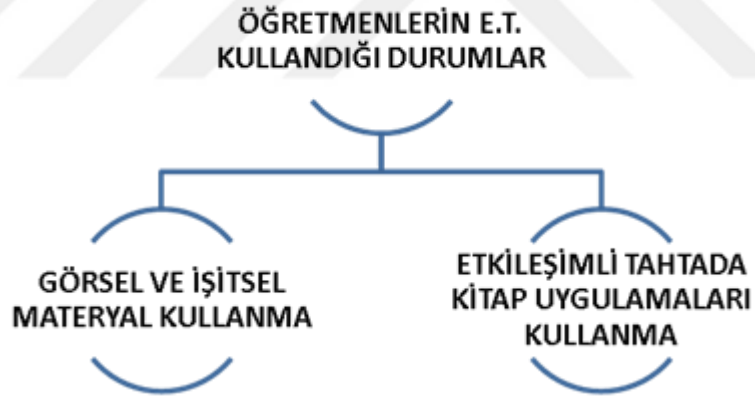 ÖĞRETMENLERİN E.T.
KULLANDIĞI DURUMLAR
GÖRSEL VE İŞİTSEL
MATERYAL KULLANMA
ETKİLEŞİMLİ TAHTADA
KİTAP UYGULAMALARI
KULLANMA